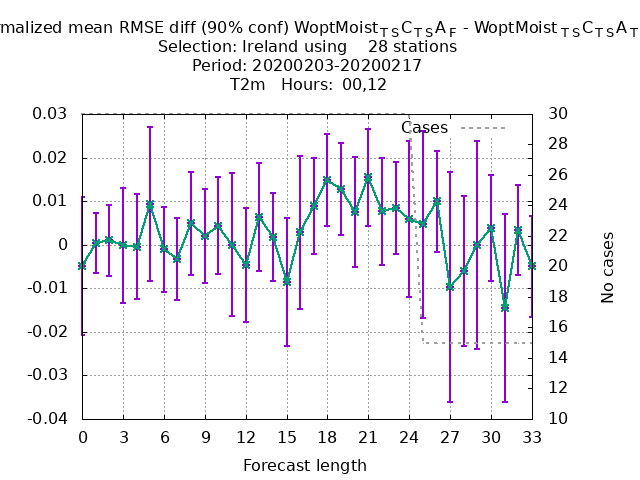 rmalized mean RMSE diff (90% conf) WoptMoist_TS C_TS A_F - WoptMoist_TS C_TS A_T
Selection: Ireland using 28 stations
Period: 20200203-20200217
T2m Hours: 00,12
0.03
0.02
0.01
0
-0.01
-0.02
-0.03
-0.04
Cases
30
28
26
24
22
20
18
16
14
12
10
No cases
0 3 6 9 12 15 18 21 24 27 30 33
Forecast length